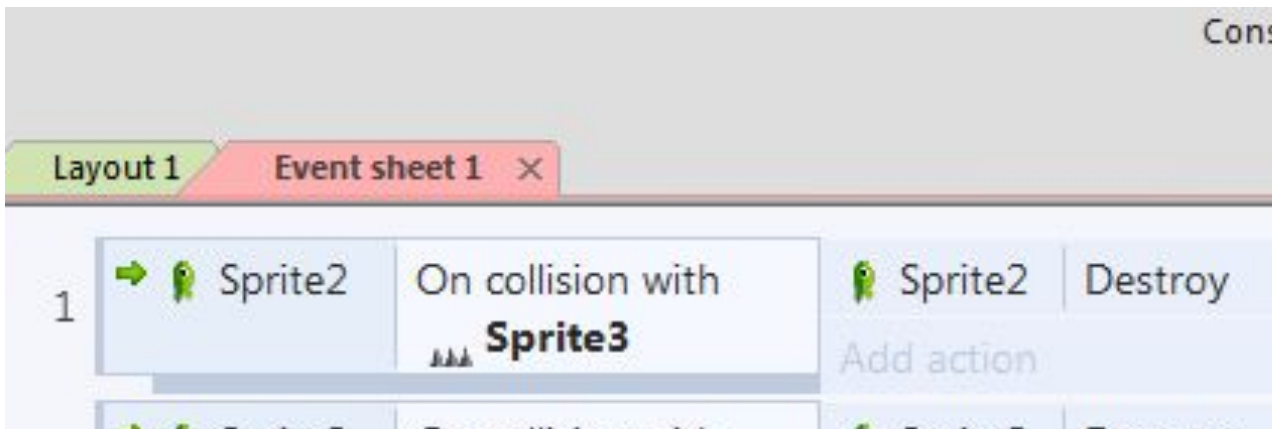 Cons
Layout 1 Event sheet 1 ×
1 Sprite2 On collision with Sprite2 Destroy
Sprite3
Add action